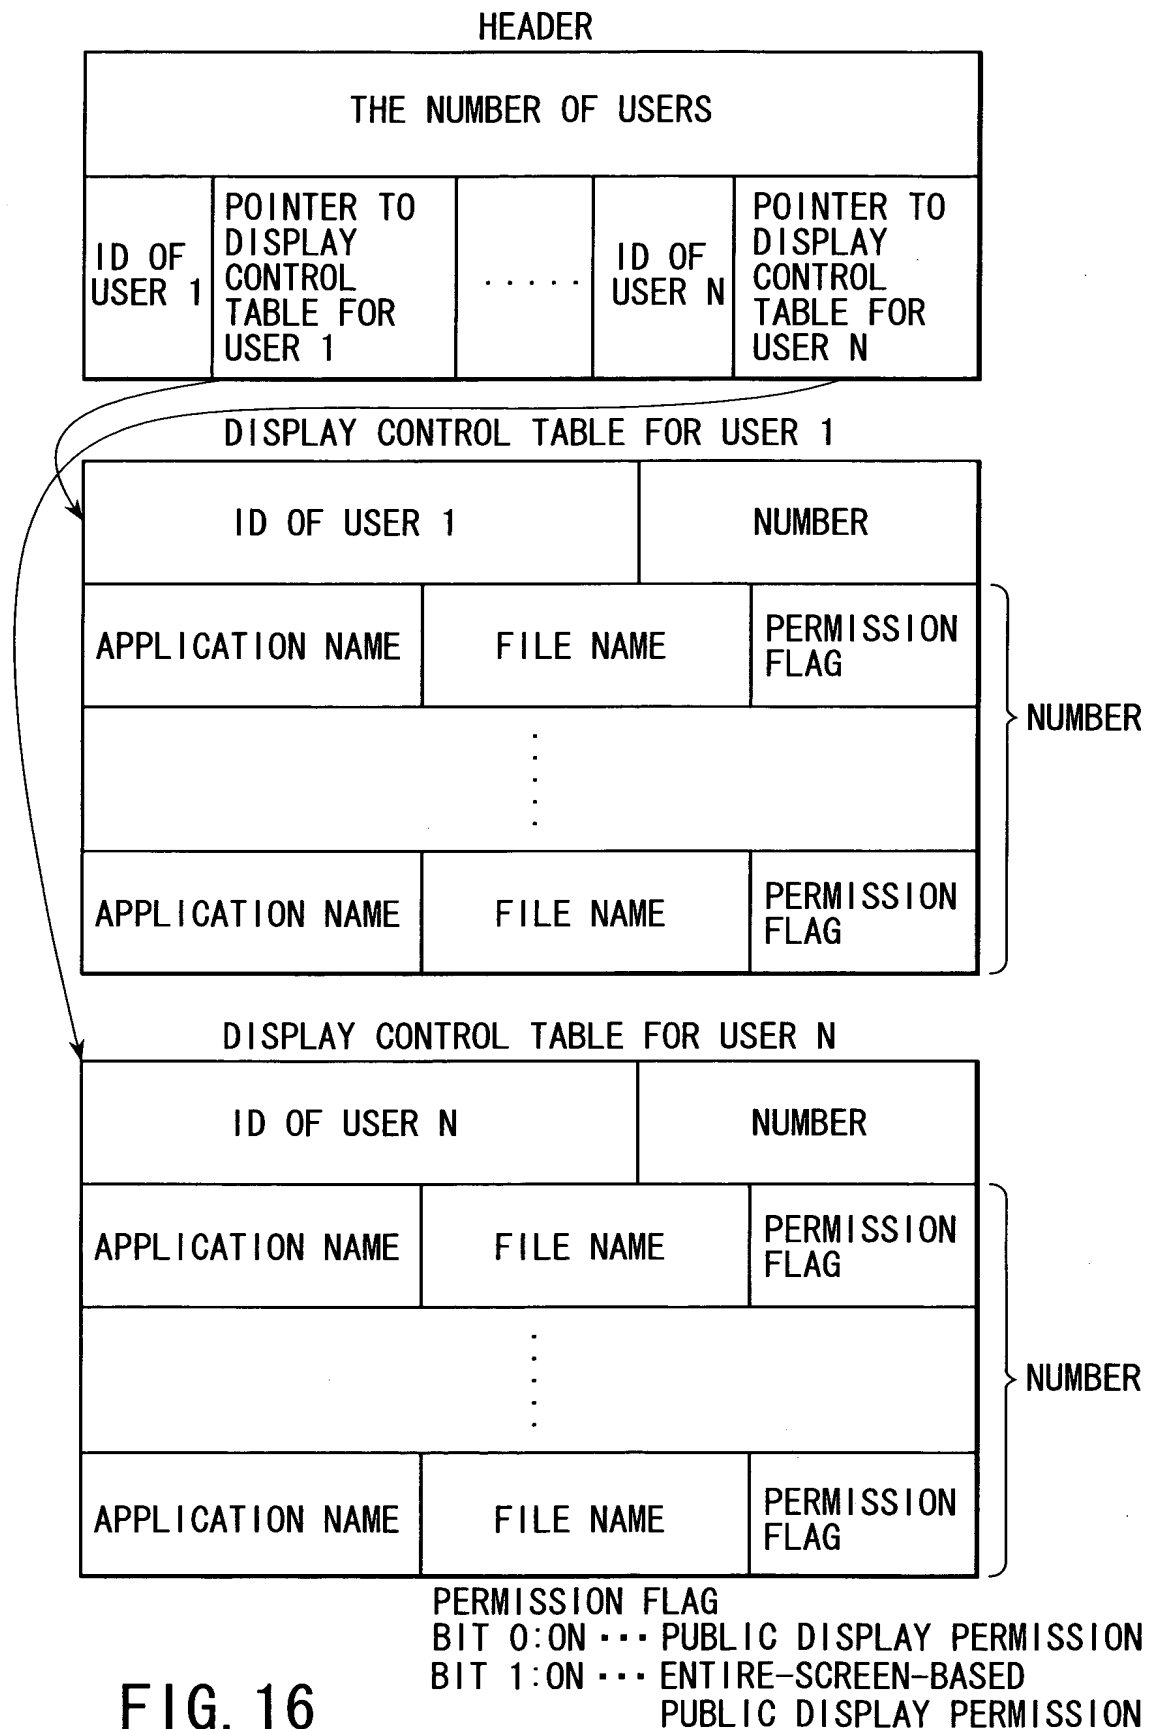 HEADER
THE NUMBER OF USERS
ID OF
USER 1
POINTER TO
DISPLAY
CONTROL
TABLE FOR
USER 1
.....
ID OF
USER N
POINTER TO
DISPLAY
CONTROL
TABLE FOR
USER N
DISPLAY CONTROL TABLE FOR USER 1
ID OF USER 1
NUMBER
APPLICATION NAME
FILE NAME
PERMISSION
FLAG
NUMBER
APPLICATION NAME
FILE NAME
PERMISSION
FLAG
DISPLAY CONTROL TABLE FOR USER N
ID OF USER N
NUMBER
APPLICATION NAME
FILE NAME
PERMISSION
FLAG
NUMBER
APPLICATION NAME
FILE NAME
PERMISSION
FLAG
PERMISSION FLAG
BIT 0:ON ··· PUBLIC DISPLAY PERMISSION
BIT 1:ON ··· ENTIRE-SCREEN-BASED
PUBLIC DISPLAY PERMISSION
FIG. 16